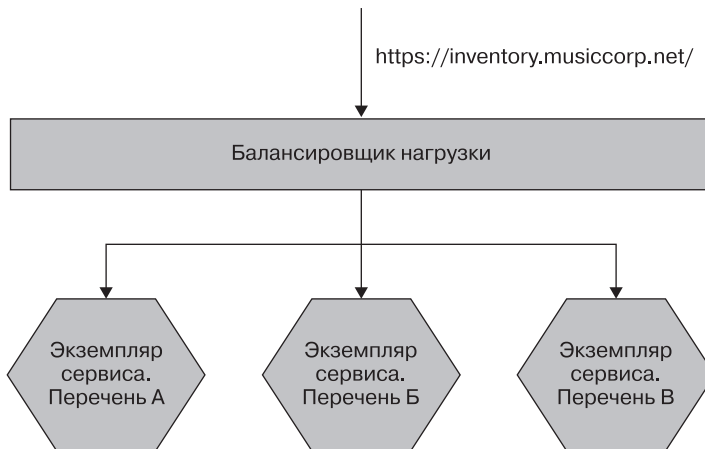 https://inventory.musiccorp.net/
Балансировщик нагрузки
Экземпляр
сервиса.
Перечень А
Экземпляр
сервиса.
Перечень Б
Экземпляр
сервиса.
Перечень В